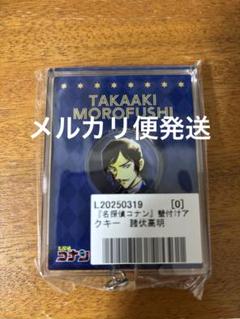 TAKAAKI
MOROFUSHI
メルカリ便発送
L20250319 [0]
『名探偵コナン』壁付けア
クキー 諸伏高明
名探偵
コナン